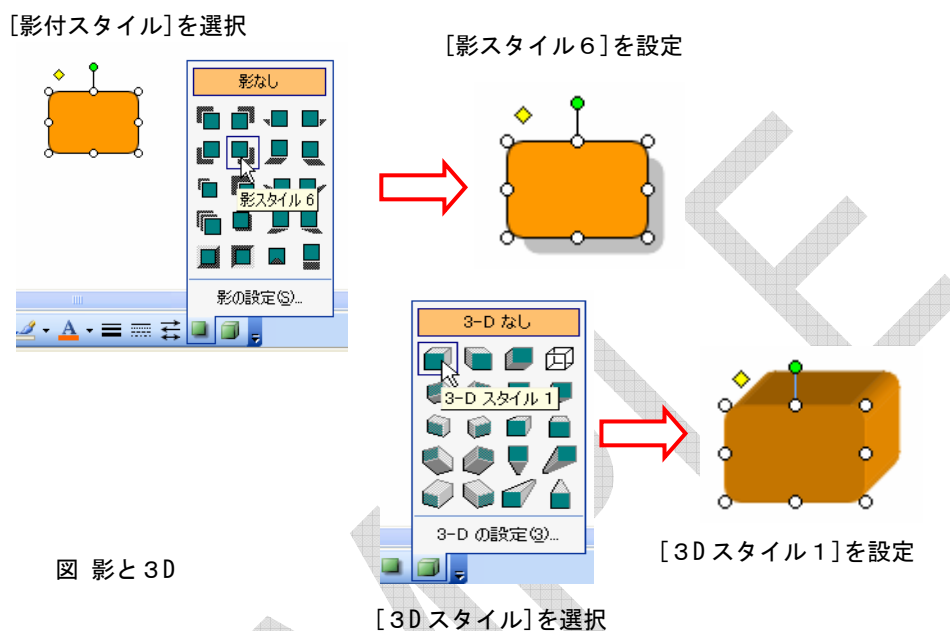 [影付スタイル]を選択
[影スタイル６]を設定
影なし
影スタイル 6
影の設定(S)...
A
3-D なし
3-D スタイル 1
3-D の設定(3)...
[３Ｄスタイル１]を設定
図 影と３Ｄ
[３Ｄスタイル]を選択